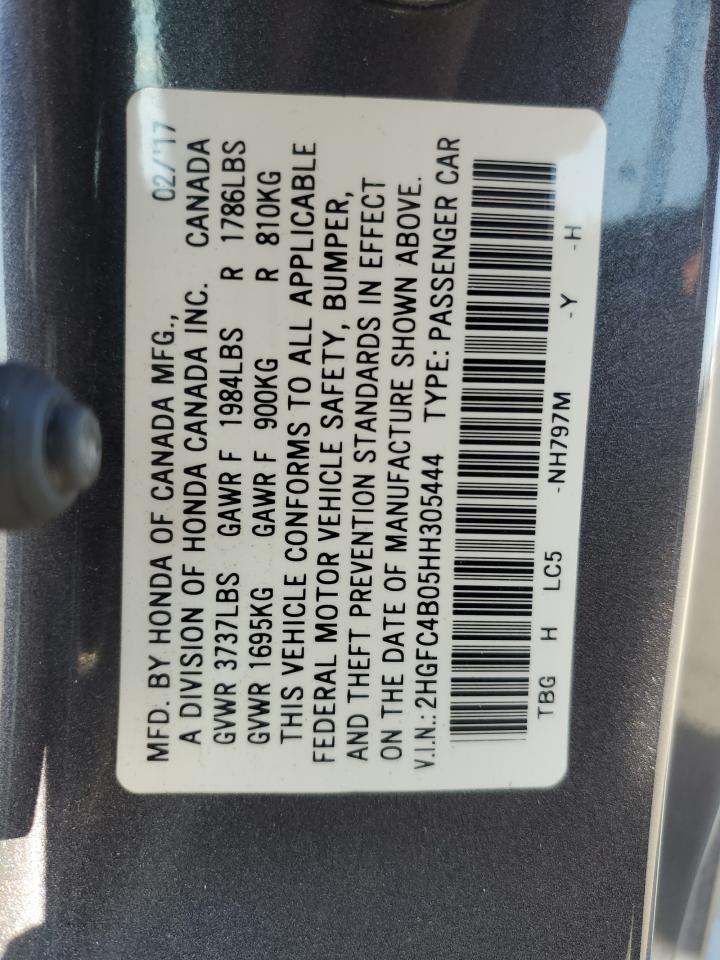 MFD. BY HONDA OF CANADA MFG., 02/'17
A DIVISION OF HONDA CANADA INC. CANADA
GVWR 3737LBS GAWR F 1984LBS R 1786LBS
GVWR 1695KG GAWR F 900KG R 810KG
THIS VEHICLE CONFORMS TO ALL APPLICABLE
FEDERAL MOTOR VEHICLE SAFETY, BUMPER,
AND THEFT PREVENTION STANDARDS IN EFFECT
ON THE DATE OF MANUFACTURE SHOWN ABOVE.
V.I.N.: 2HGFC4B05HH305444 TYPE: PASSENGER CAR
TBG H LC5 -NH797M -Y -H